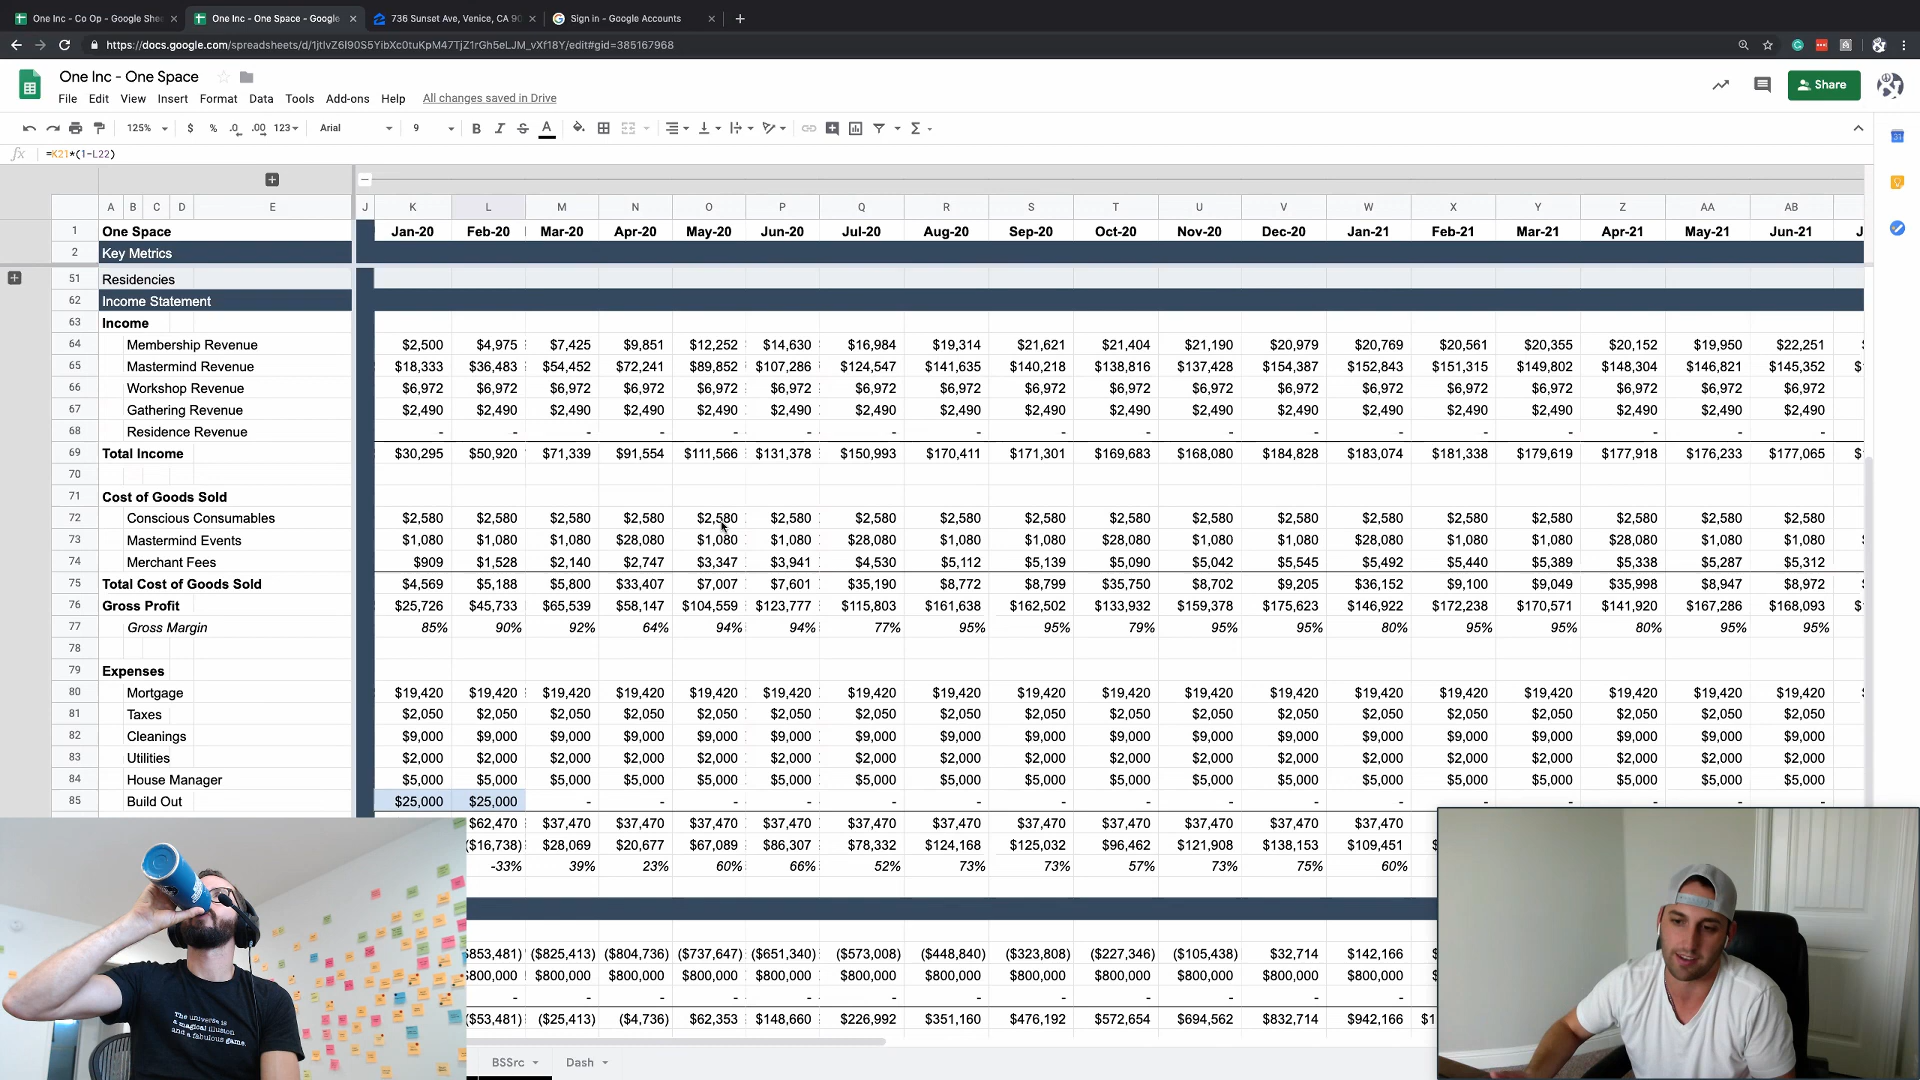 One Inc - Co Op - Google She
One Inc - One Space - Google
736 Sunset Ave, Venice, CA 90
Sign in - Google Accounts
https://docs.google.com/spreadsheets/d/1jtIvZ6I90S5YibXc0tuKpM47TjZ1rGh5eLJM_vXf18Y/edit#gid=385167968
One Inc - One Space
File Edit View Insert Format Data Tools Add-ons Help All changes saved in Drive
Share
125% $ % .0 .00 123 Arial 9 B I S A
fx =K21*(1-L22)
A B C D E J K L M N O P Q R S T U V W X Y Z AA AB
1 One Space Jan-20 Feb-20 Mar-20 Apr-20 May-20 Jun-20 Jul-20 Aug-20 Sep-20 Oct-20 Nov-20 Dec-20 Jan-21 Feb-21 Mar-21 Apr-21 May-21 Jun-21 J
2 Key Metrics
51 Residencies
62 Income Statement
63 Income
64 Membership Revenue $2,500 $4,975 $7,425 $9,851 $12,252 $14,630 $16,984 $19,314 $21,621 $21,404 $21,190 $20,979 $20,769 $20,561 $20,355 $20,152 $19,950 $22,251
65 Mastermind Revenue $18,333 $36,483 $54,452 $72,241 $89,852 $107,286 $124,547 $141,635 $140,218 $138,816 $137,428 $154,387 $152,843 $151,315 $149,802 $148,304 $146,821 $145,352
66 Workshop Revenue $6,972 $6,972 $6,972 $6,972 $6,972 $6,972 $6,972 $6,972 $6,972 $6,972 $6,972 $6,972 $6,972 $6,972 $6,972 $6,972 $6,972 $6,972
67 Gathering Revenue $2,490 $2,490 $2,490 $2,490 $2,490 $2,490 $2,490 $2,490 $2,490 $2,490 $2,490 $2,490 $2,490 $2,490 $2,490 $2,490 $2,490 $2,490
68 Residence Revenue - - - - - - - - - - - - - - - - - -
69 Total Income $30,295 $50,920 $71,339 $91,554 $111,566 $131,378 $150,993 $170,411 $171,301 $169,683 $168,080 $184,828 $183,074 $181,338 $179,619 $177,918 $176,233 $177,065
70
71 Cost of Goods Sold
72 Conscious Consumables $2,580 $2,580 $2,580 $2,580 $2,580 $2,580 $2,580 $2,580 $2,580 $2,580 $2,580 $2,580 $2,580 $2,580 $2,580 $2,580 $2,580 $2,580
73 Mastermind Events $1,080 $1,080 $1,080 $28,080 $1,080 $1,080 $28,080 $1,080 $1,080 $28,080 $1,080 $1,080 $28,080 $1,080 $1,080 $28,080 $1,080 $1,080
74 Merchant Fees $909 $1,528 $2,140 $2,747 $3,347 $3,941 $4,530 $5,112 $5,139 $5,090 $5,042 $5,545 $5,492 $5,440 $5,389 $5,338 $5,287 $5,312
75 Total Cost of Goods Sold $4,569 $5,188 $5,800 $33,407 $7,007 $7,601 $35,190 $8,772 $8,799 $35,750 $8,702 $9,205 $36,152 $9,100 $9,049 $35,998 $8,947 $8,972
76 Gross Profit $25,726 $45,733 $65,539 $58,147 $104,559 $123,777 $115,803 $161,638 $162,502 $133,932 $159,378 $175,623 $146,922 $172,238 $170,571 $141,920 $167,286 $168,093
77 Gross Margin 85% 90% 92% 64% 94% 94% 77% 95% 95% 79% 95% 95% 80% 95% 95% 80% 95% 95%
78
79 Expenses
80 Mortgage $19,420 $19,420 $19,420 $19,420 $19,420 $19,420 $19,420 $19,420 $19,420 $19,420 $19,420 $19,420 $19,420 $19,420 $19,420 $19,420 $19,420 $19,420
81 Taxes $2,050 $2,050 $2,050 $2,050 $2,050 $2,050 $2,050 $2,050 $2,050 $2,050 $2,050 $2,050 $2,050 $2,050 $2,050 $2,050 $2,050 $2,050
82 Cleanings $9,000 $9,000 $9,000 $9,000 $9,000 $9,000 $9,000 $9,000 $9,000 $9,000 $9,000 $9,000 $9,000 $9,000 $9,000 $9,000 $9,000 $9,000
83 Utilities $2,000 $2,000 $2,000 $2,000 $2,000 $2,000 $2,000 $2,000 $2,000 $2,000 $2,000 $2,000 $2,000 $2,000 $2,000 $2,000 $2,000 $2,000
84 House Manager $5,000 $5,000 $5,000 $5,000 $5,000 $5,000 $5,000 $5,000 $5,000 $5,000 $5,000 $5,000 $5,000 $5,000 $5,000 $5,000 $5,000 $5,000
85 Build Out $25,000 $25,000 - - - - - - - - - - - - - - - -
$62,470 $37,470 $37,470 $37,470 $37,470 $37,470 $37,470 $37,470 $37,470 $37,470 $37,470 $37,470
($16,738) $28,069 $20,677 $67,089 $86,307 $78,332 $124,168 $125,032 $96,462 $121,908 $138,153 $109,451
-33% 39% 23% 60% 66% 52% 73% 73% 57% 73% 75% 60%
$853,481) ($825,413) ($804,736) ($737,647) ($651,340) ($573,008) ($448,840) ($323,808) ($227,346) ($105,438) $32,714 $142,166
$800,000 $800,000 $800,000 $800,000 $800,000 $800,000 $800,000 $800,000 $800,000 $800,000 $800,000 $800,000
- - - - - - - - - - - -
($53,481) ($25,413) ($4,736) $62,353 $148,660 $226,992 $351,160 $476,192 $572,654 $694,562 $832,714 $942,166 $1
BSSrc Dash
The universe is
a magical illusion
and a fabulous game.